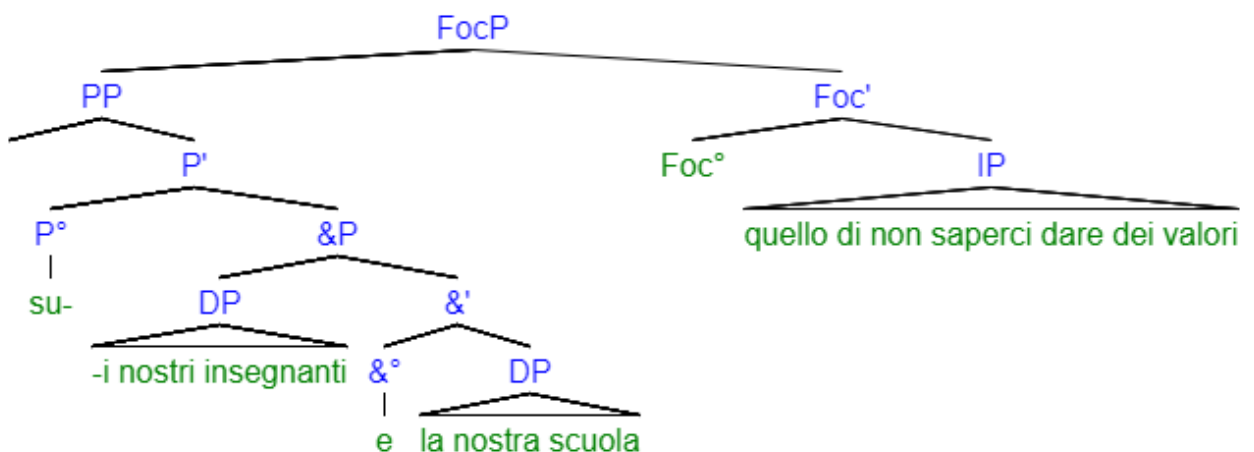 FocP
PP Foc'
P' Foc° IP
P° &P quello di non saperci dare dei valori
su- DP &'
-i nostri insegnanti &° DP
e la nostra scuola